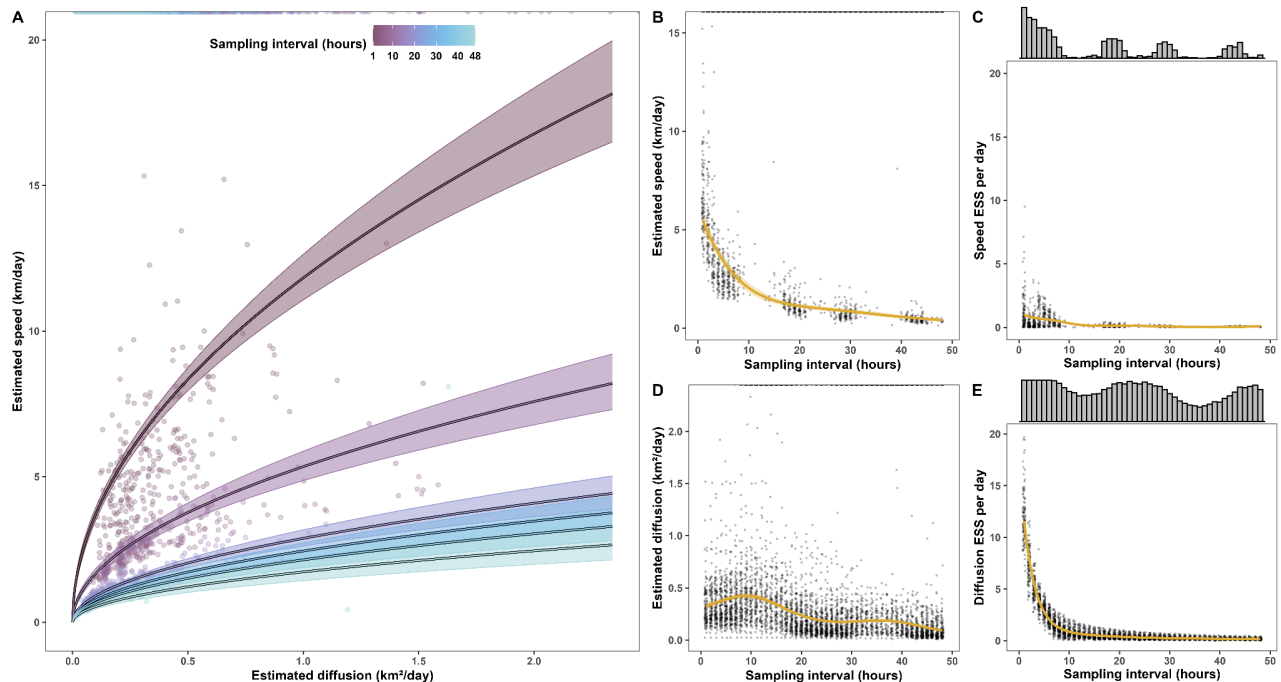 A
Sampling interval (hours)
1 10 20 30 40 48
20
15
10
5
0
Estimated speed (km/day)
0.0 0.5 1.0 1.5 2.0
Estimated diffusion (km²/day)
B
15
10
5
0
Estimated speed (km/day)
0 10 20 30 40 50
Sampling interval (hours)
C
20
15
10
5
0
Speed ESS per day
0 10 20 30 40 50
Sampling interval (hours)
D
2.0
1.5
1.0
0.5
0.0
Estimated diffusion (km²/day)
0 10 20 30 40 50
Sampling interval (hours)
E
20
15
10
5
0
Diffusion ESS per day
0 10 20 30 40 50
Sampling interval (hours)